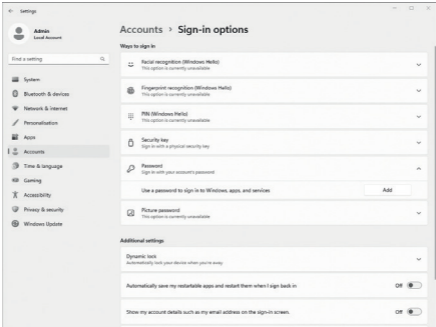 Settings
Admin
Local Account
Find a setting
System
Bluetooth & devices
Network & internet
Personalisation
Apps
Accounts
Time & language
Gaming
Accessibility
Privacy & security
Windows Update
Accounts > Sign-in options
Ways to sign in
Facial recognition (Windows Hello)
This option is currently unavailable
Fingerprint recognition (Windows Hello)
This option is currently unavailable
PIN (Windows Hello)
This option is currently unavailable
Security key
Sign in with a physical security key
Password
Sign in with your account's password
Use a password to sign in to Windows, apps, and services
Add
Picture password
This option is currently unavailable
Additional settings
Dynamic lock
Automatically lock your device when you're away
Automatically save my restartable apps and restart them when I sign back in
Off
Show my account details such as my email address on the sign-in screen.
Off